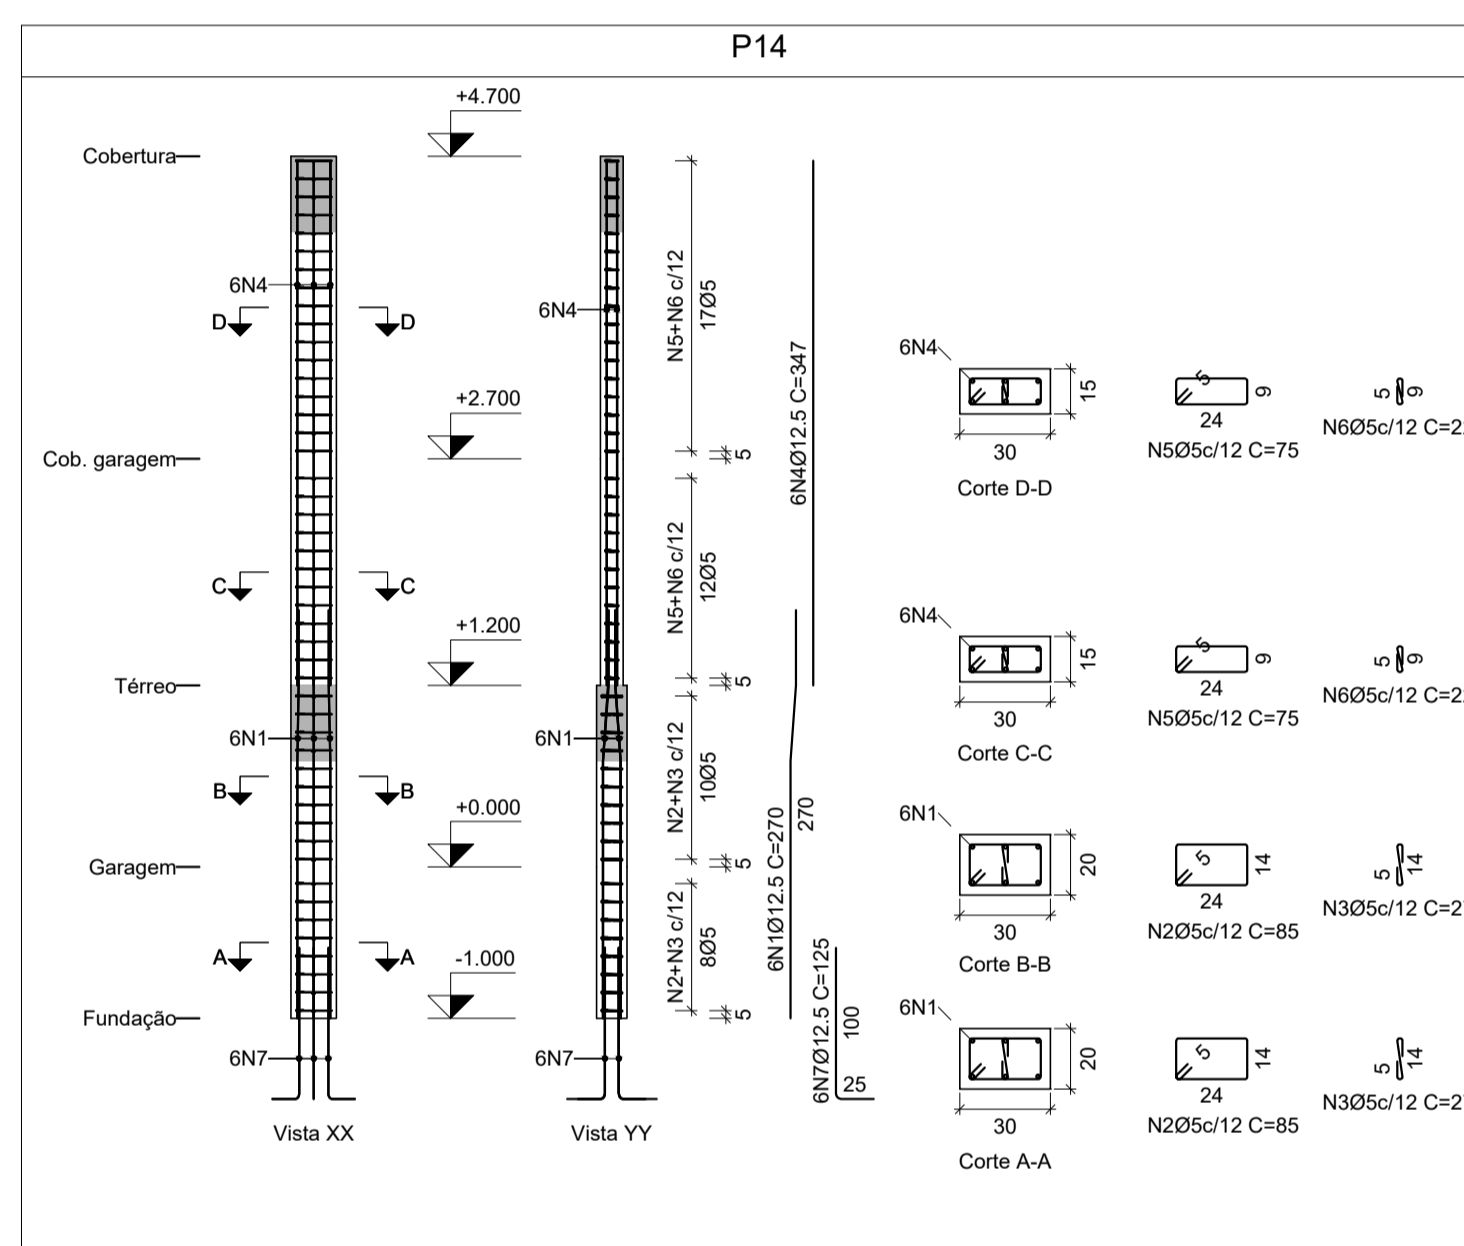 P14
+4.700
Cobertura
6N4
D
D
6N4
N5+N6 c/12
17Ø5
+2.700
Cob. garagem
5
6N4Ø12.5 C=347
N5+N6 c/12
12Ø5
C
C
+1.200
Térreo
5
6N1
6N1
N2+N3 c/12
10Ø5
B
B
+0.000
Garagem
5
6N1Ø12.5 C=270
270
N2+N3 c/12
8Ø5
A
A
-1.000
Fundação
5
6N7
6N7
6N7Ø12.5 C=125
100
25
Vista XX
Vista YY
6N4
15
30
Corte D-D
5
9
24
N5Ø5c/12 C=75
5
9
N6Ø5c/12
6N4
15
30
Corte C-C
5
9
24
N5Ø5c/12 C=75
5
9
N6Ø5c/12
6N1
20
30
Corte B-B
5
14
24
N2Ø5c/12 C=85
5
14
N3Ø5c/12
6N1
20
30
Corte A-A
5
14
24
N2Ø5c/12 C=85
5
14
N3Ø5c/12